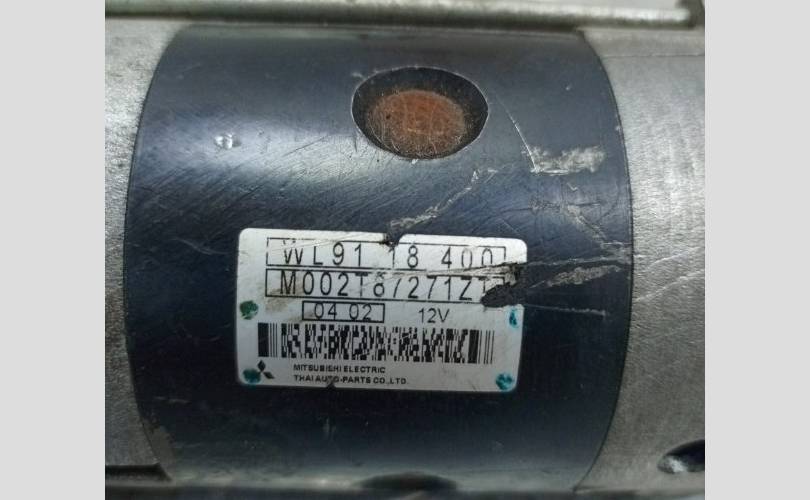 WL91 18 400
M002T87271ZT
04 02 12V
MITSUBISHI ELECTRIC
THAI AUTO-PARTS CO.,LTD.